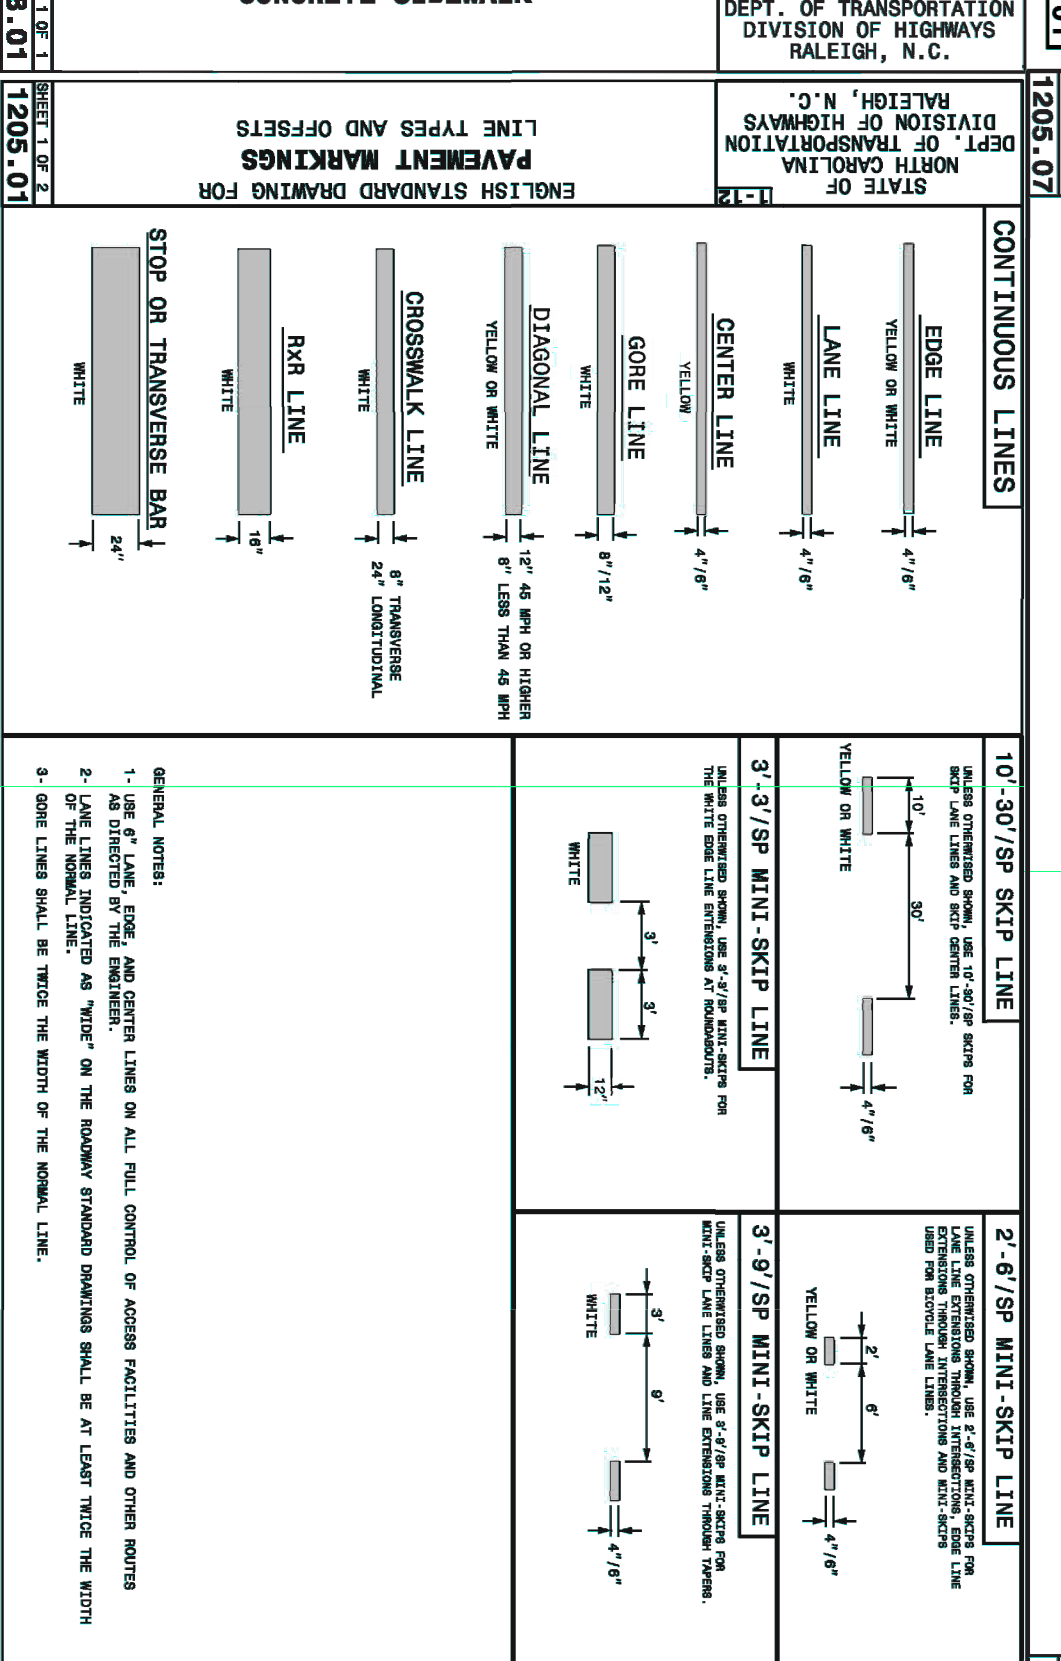 CONCRETE SIDEWALK
DEPT. OF TRANSPORTATION
DIVISION OF HIGHWAYS
RALEIGH, N.C.
1 OF 1
3.01
1205.07
SHEET 1 OF 2
1205.01
ENGLISH STANDARD DRAWING FOR
PAVEMENT MARKINGS
LINE TYPES AND OFFSETS
1-12
STATE OF
NORTH CAROLINA
DEPT. OF TRANSPORTATION
DIVISION OF HIGHWAYS
RALEIGH, N.C.
CONTINUOUS LINES
EDGE LINE
YELLOW OR WHITE
4"/6"
LANE LINE
WHITE
4"/6"
CENTER LINE
YELLOW
4"/6"
GORE LINE
WHITE
8"/12"
DIAGONAL LINE
YELLOW OR WHITE
12" 45 MPH OR HIGHER
8" LESS THAN 45 MPH
CROSSWALK LINE
WHITE
8" TRANSVERSE
24" LONGITUDINAL
RxR LINE
WHITE
16"
STOP OR TRANSVERSE BAR
WHITE
24"
10'-30'/SP SKIP LINE
UNLESS OTHERWISED SHOWN, USE 10'-30'/SP SKIPS FOR
SKIP LANE LINES AND SKIP CENTER LINES.
10'
30'
YELLOW OR WHITE
4"/6"
2'-6'/SP MINI-SKIP LINE
UNLESS OTHERWISED SHOWN, USE 2'-6'/SP MINI-SKIPS FOR
LANE LINE EXTENSIONS THROUGH INTERSECTIONS, EDGE LINE
EXTENSIONS THROUGH INTERSECTIONS AND MINI-SKIPS
USED FOR BICYCLE LANE LINES.
2'
6'
YELLOW OR WHITE
4"/6"
3'-3'/SP MINI-SKIP LINE
UNLESS OTHERWISED SHOWN, USE 3'-3'/SP MINI-SKIPS FOR
THE WHITE EDGE LINE ENTENSIONS AT ROUNDABOUTS.
3'
3'
WHITE
12"
3'-9'/SP MINI-SKIP LINE
UNLESS OTHERWISED SHOWN, USE 3'-9'/SP MINI-SKIPS FOR
MINI-SKIP LANE LINES AND LINE EXTENSIONS THROUGH TAPERS.
3'
9'
WHITE
4"/6"
GENERAL NOTES:
1- USE 6" LANE, EDGE, AND CENTER LINES ON ALL FULL CONTROL OF ACCESS FACILITIES AND OTHER ROUTES
AS DIRECTED BY THE ENGINEER.
2- LANE LINES INDICATED AS "WIDE" ON THE ROADWAY STANDARD DRAWINGS SHALL BE AT LEAST TWICE THE WIDTH
OF THE NORMAL LINE.
3- GORE LINES SHALL BE TWICE THE WIDTH OF THE NORMAL LINE.